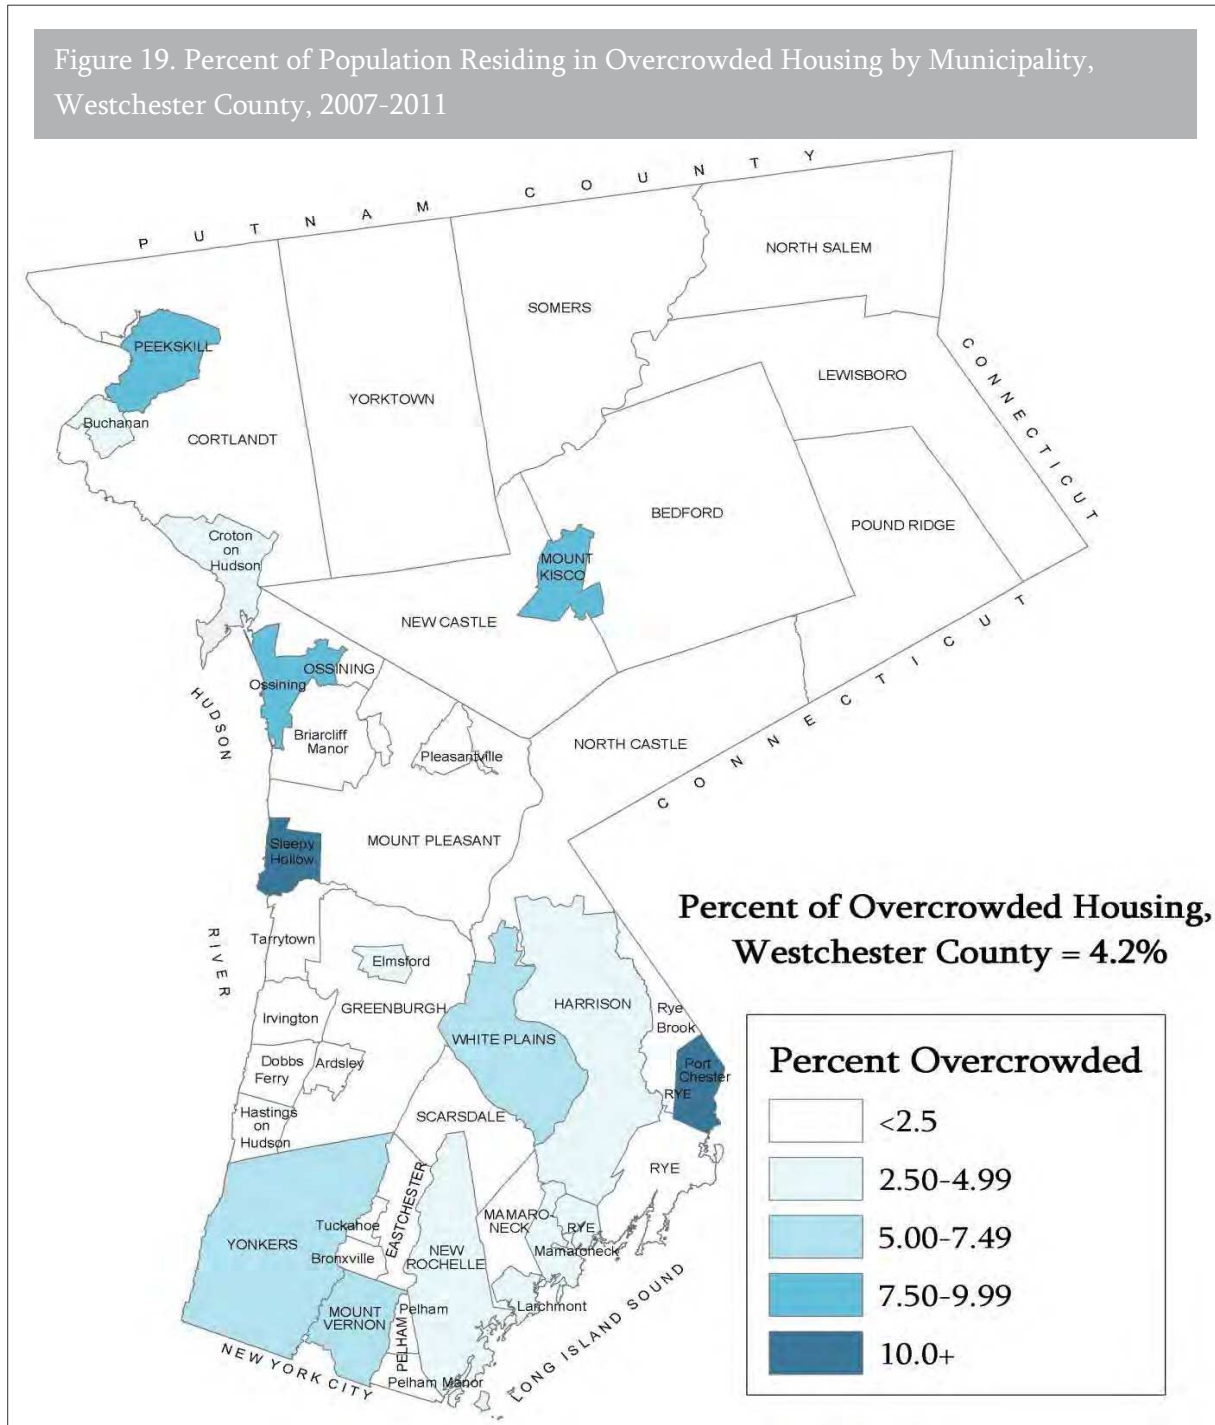 Figure 19. Percent of Population Residing in Overcrowded Housing by Municipality,
Westchester County, 2007-2011
PUTNAM COUNTY
NORTH SALEM
SOMERS
PEEKSKILL
LEWISBORO
CONNECTICUT
YORKTOWN
Buchanan
CORTLANDT
BEDFORD
POUND RIDGE
Croton
on
Hudson
MOUNT
KISCO
NEW CASTLE
CONNECTICUT
OSSINING
Ossining
HUDSON
RIVER
Briarcliff
Manor
Pleasantville
NORTH CASTLE
Sleepy
Hollow
MOUNT PLEASANT
Percent of Overcrowded Housing,
Westchester County = 4.2%
Tarrytown
Elmsford
GREENBURGH
HARRISON
Rye
Brook
Irvington
WHITE PLAINS
Dobbs
Ferry
Ardsley
Port
Chester
RYE
Hastings
on
Hudson
SCARSDALE
RYE
EASTCHESTER
Tuckahoe
MAMARO-
NECK
RYE
YONKERS
Bronxville
NEW
ROCHELLE
Mamaroneck
MOUNT
VERNON
Pelham
PELHAM
Larchmont
Pelham Manor
NEW YORK CITY
LONG ISLAND SOUND
Percent Overcrowded
<2.5
2.50-4.99
5.00-7.49
7.50-9.99
10.0+